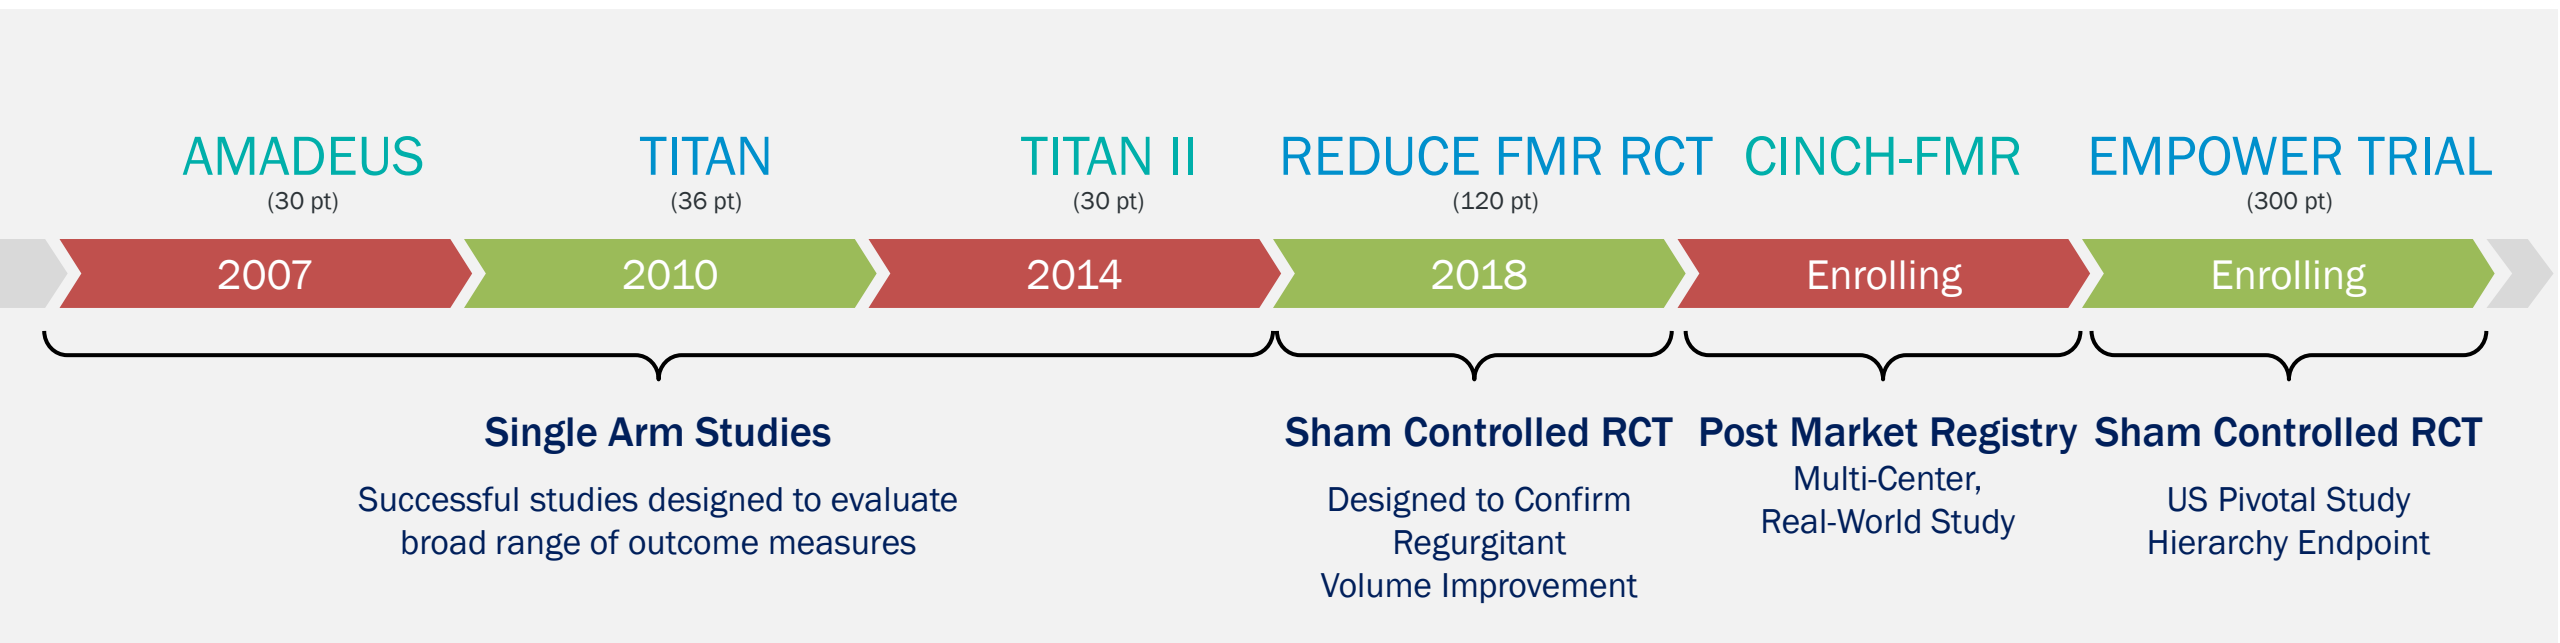 AMADEUS
(30 pt)
TITAN
(36 pt)
TITAN II
(30 pt)
REDUCE FMR RCT
(120 pt)
CINCH-FMR
EMPOWER TRIAL
(300 pt)
2007
2010
2014
2018
Enrolling
Enrolling
Single Arm Studies
Successful studies designed to evaluate
broad range of outcome measures
Sham Controlled RCT
Designed to Confirm
Regurgitant
Volume Improvement
Post Market Registry
Multi-Center,
Real-World Study
Sham Controlled RCT
US Pivotal Study
Hierarchy Endpoint